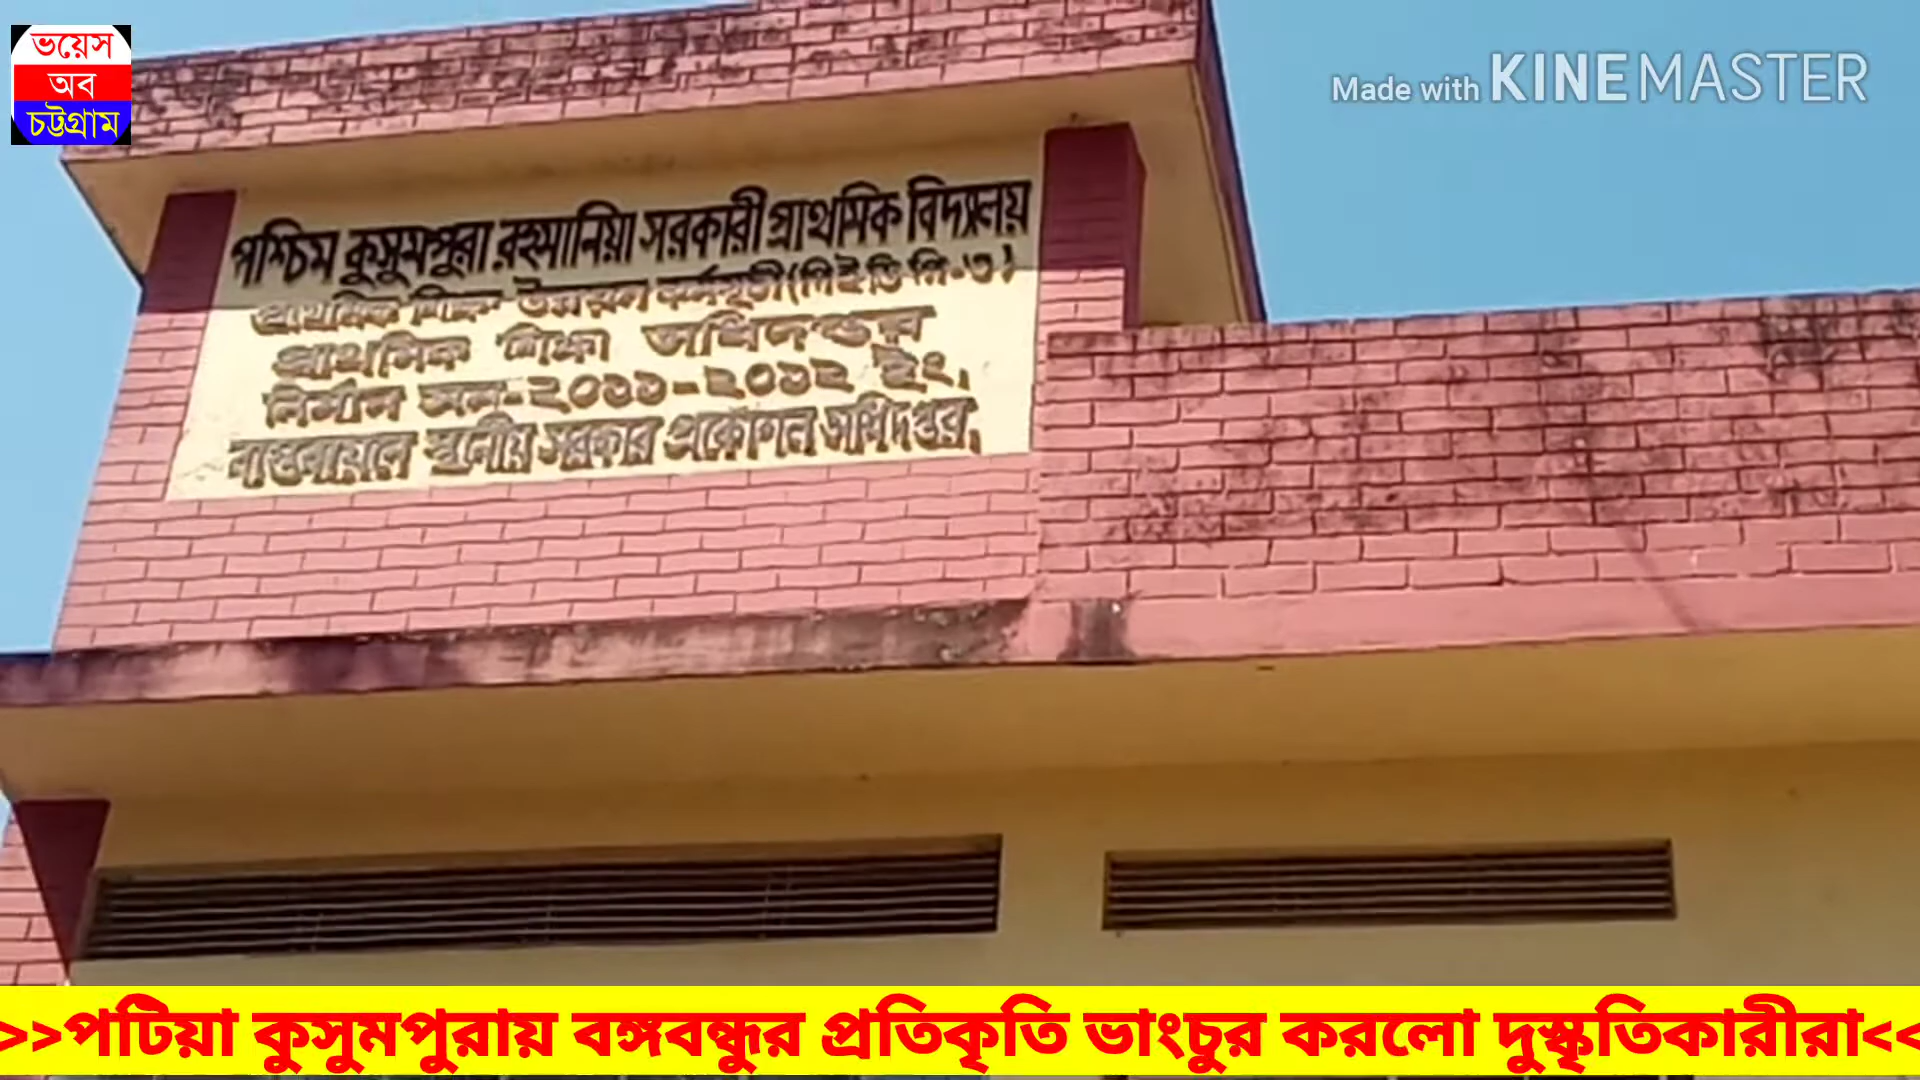 ভয়েস
অব
চট্টগ্রাম
Made with KINEMASTER
পশ্চিম কুসুমপুরা রহমানিয়া সরকারী প্রাথমিক বিদ্যালয়
প্রাথমিক শিক্ষা উন্নয়ন কর্মসূচী (পিইডিপি-৩)
প্রাথমিক শিক্ষা অধিদপ্তর
নির্মান সন-২০১১-২০১২ ইং,
বাস্তবায়নে স্থানীয় সরকার প্রকৌশল অধিদপ্তর,
>>পটিয়া কুসুমপুরায় বঙ্গবন্ধুর প্রতিকৃতি ভাংচুর করলো দুস্কৃতিকারীরা<<